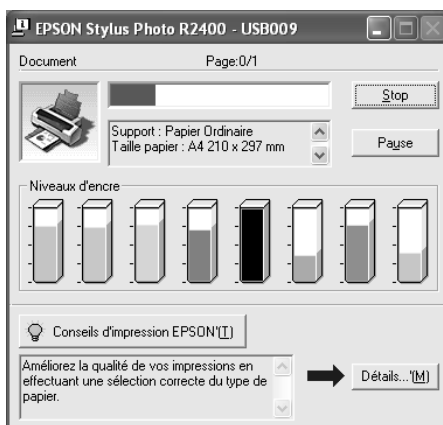 EPSON Stylus Photo R2400 - USB009
Document Page:0/1
Stop
Support : Papier Ordinaire
Taille papier : A4 210 x 297 mm
Pause
Niveaux d'encre
Conseils d'impression EPSON'(T)
Améliorez la qualité de vos impressions en
effectuant une sélection correcte du type de
papier.
Détails...'(M)